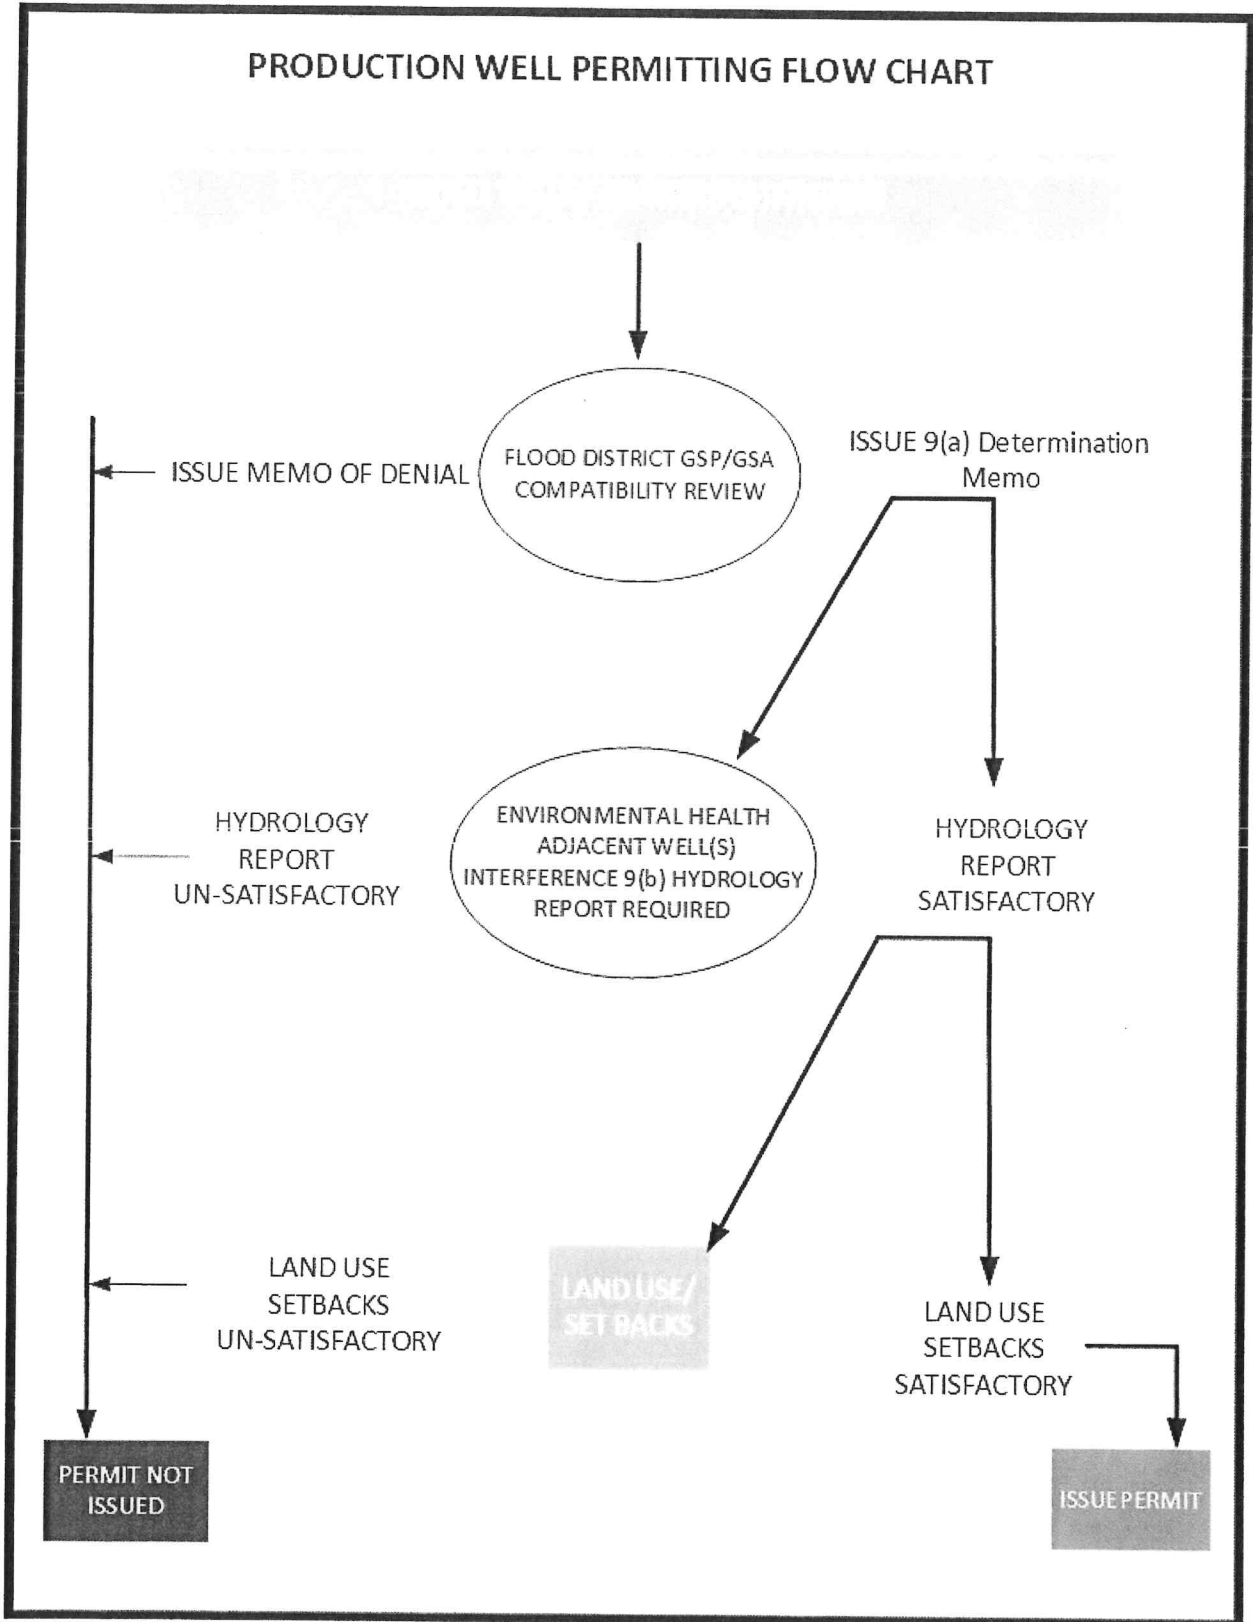 PRODUCTION WELL PERMITTING FLOW CHART
ISSUE MEMO OF DENIAL
FLOOD DISTRICT GSP/GSA
COMPATIBILITY REVIEW
ISSUE 9(a) Determination
Memo
HYDROLOGY
REPORT
UN-SATISFACTORY
ENVIRONMENTAL HEALTH
ADJACENT WELL(S)
INTERFERENCE 9(b) HYDROLOGY
REPORT REQUIRED
HYDROLOGY
REPORT
SATISFACTORY
LAND USE
SETBACKS
UN-SATISFACTORY
LAND USE/
SET BACKS
LAND USE
SETBACKS
SATISFACTORY
PERMIT NOT
ISSUED
ISSUE PERMIT